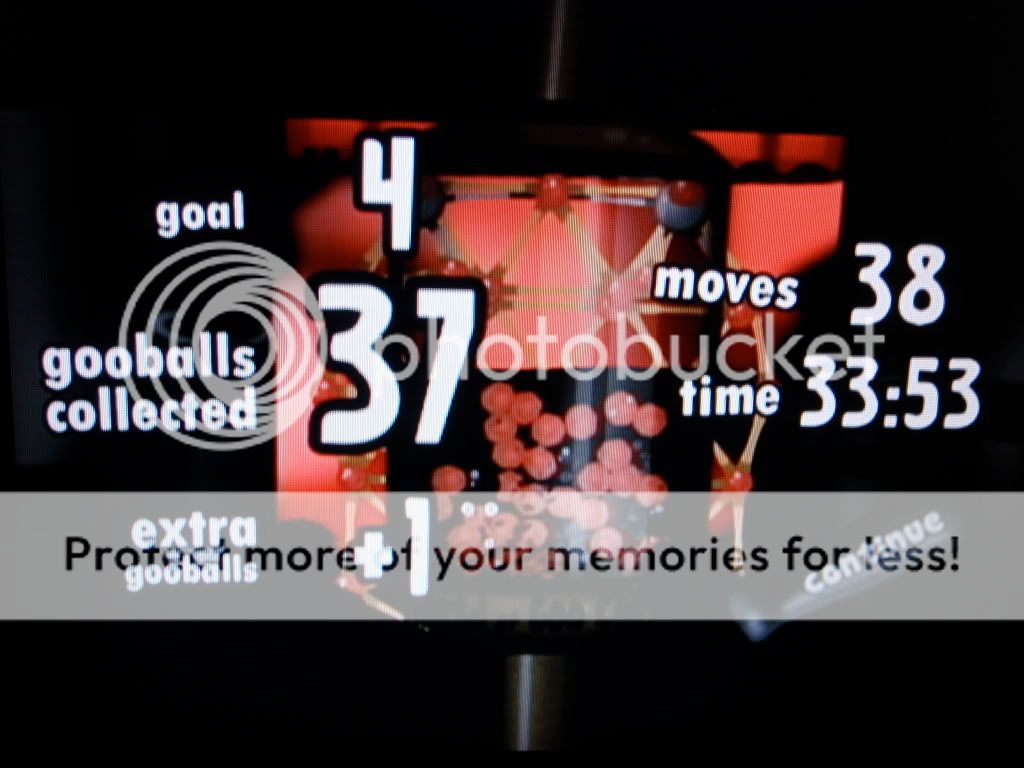 goal 4
gooballs
collected 37
moves 38
time 33:53
photobucket
extra
gooballs +1
continue
Protect more of your memories for less!